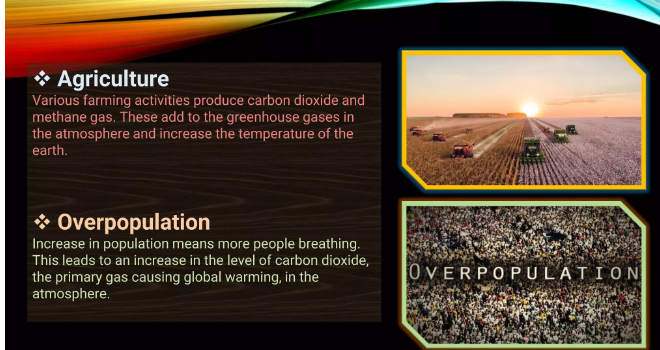 ❖ Agriculture
Various farming activities produce carbon dioxide and
methane gas. These add to the greenhouse gases in
the atmosphere and increase the temperature of the
earth.
❖ Overpopulation
Increase in population means more people breathing.
This leads to an increase in the level of carbon dioxide,
the primary gas causing global warming, in the
atmosphere.
OVERPOPULATION